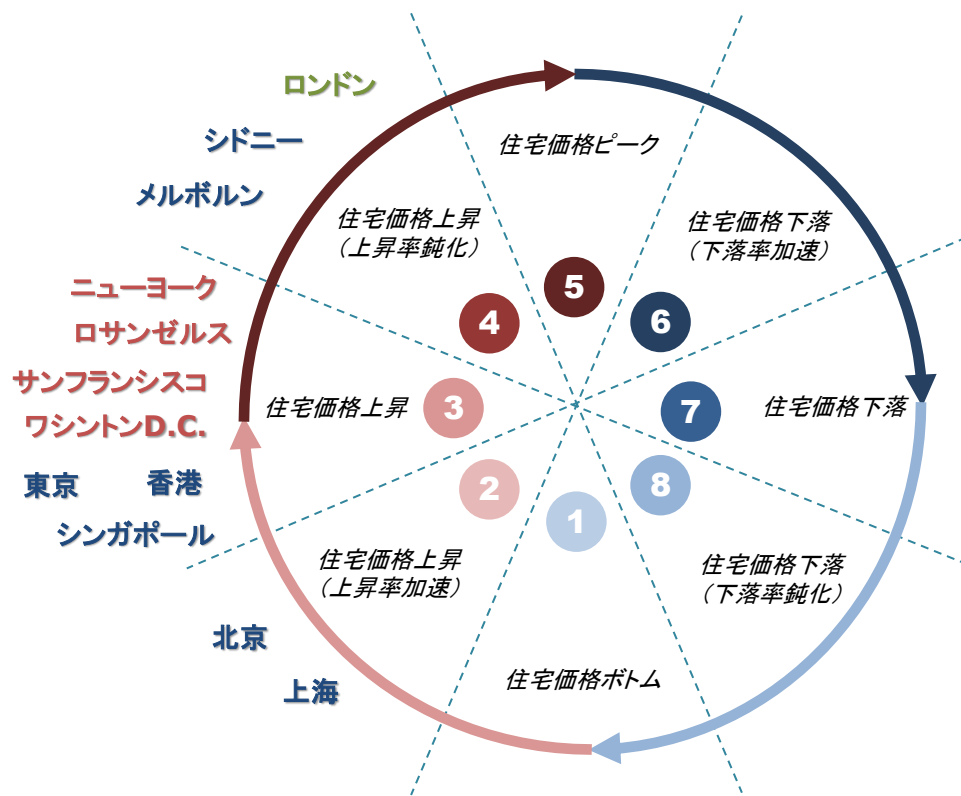 ロンドン
シドニー
メルボルン
ニューヨーク
ロサンゼルス
サンフランシスコ
ワシントンD.C.
東京 香港
シンガポール
北京
上海
住宅価格ピーク
住宅価格上昇
（上昇率鈍化）
住宅価格下落
（下落率加速）
5
4
6
住宅価格上昇
3
7
住宅価格下落
2
8
1
住宅価格上昇
（上昇率加速）
住宅価格下落
（下落率鈍化）
住宅価格ボトム